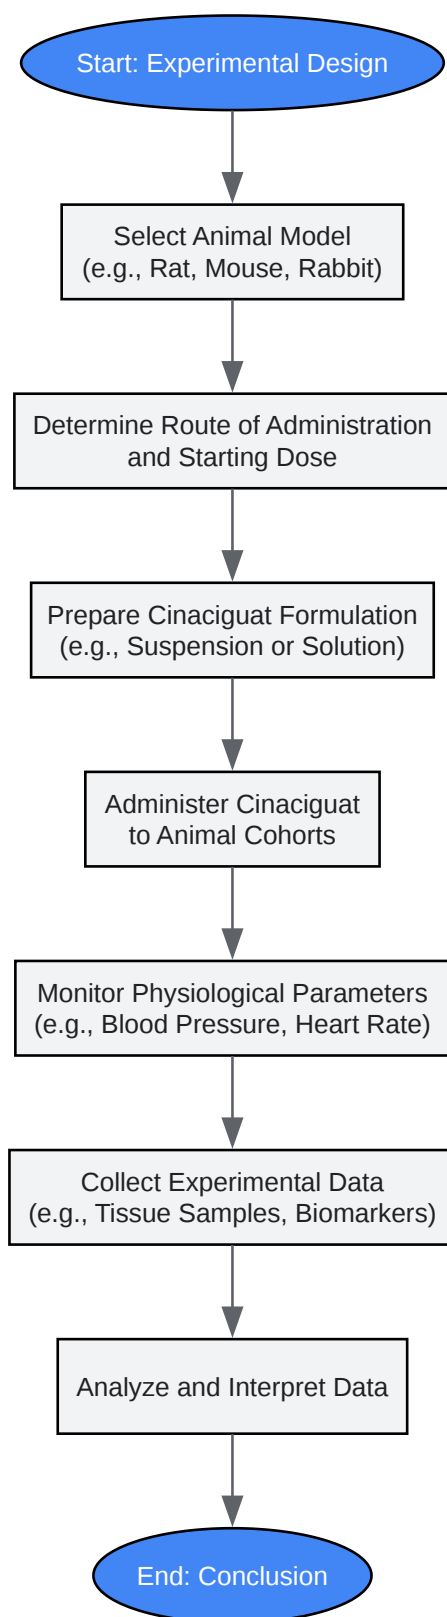 Start: Experimental Design
Select Animal Model
(e.g., Rat, Mouse, Rabbit)
Determine Route of Administration
and Starting Dose
Prepare Cinaciguat Formulation
(e.g., Suspension or Solution)
Administer Cinaciguat
to Animal Cohorts
Monitor Physiological Parameters
(e.g., Blood Pressure, Heart Rate)
Collect Experimental Data
(e.g., Tissue Samples, Biomarkers)
Analyze and Interpret Data
End: Conclusion